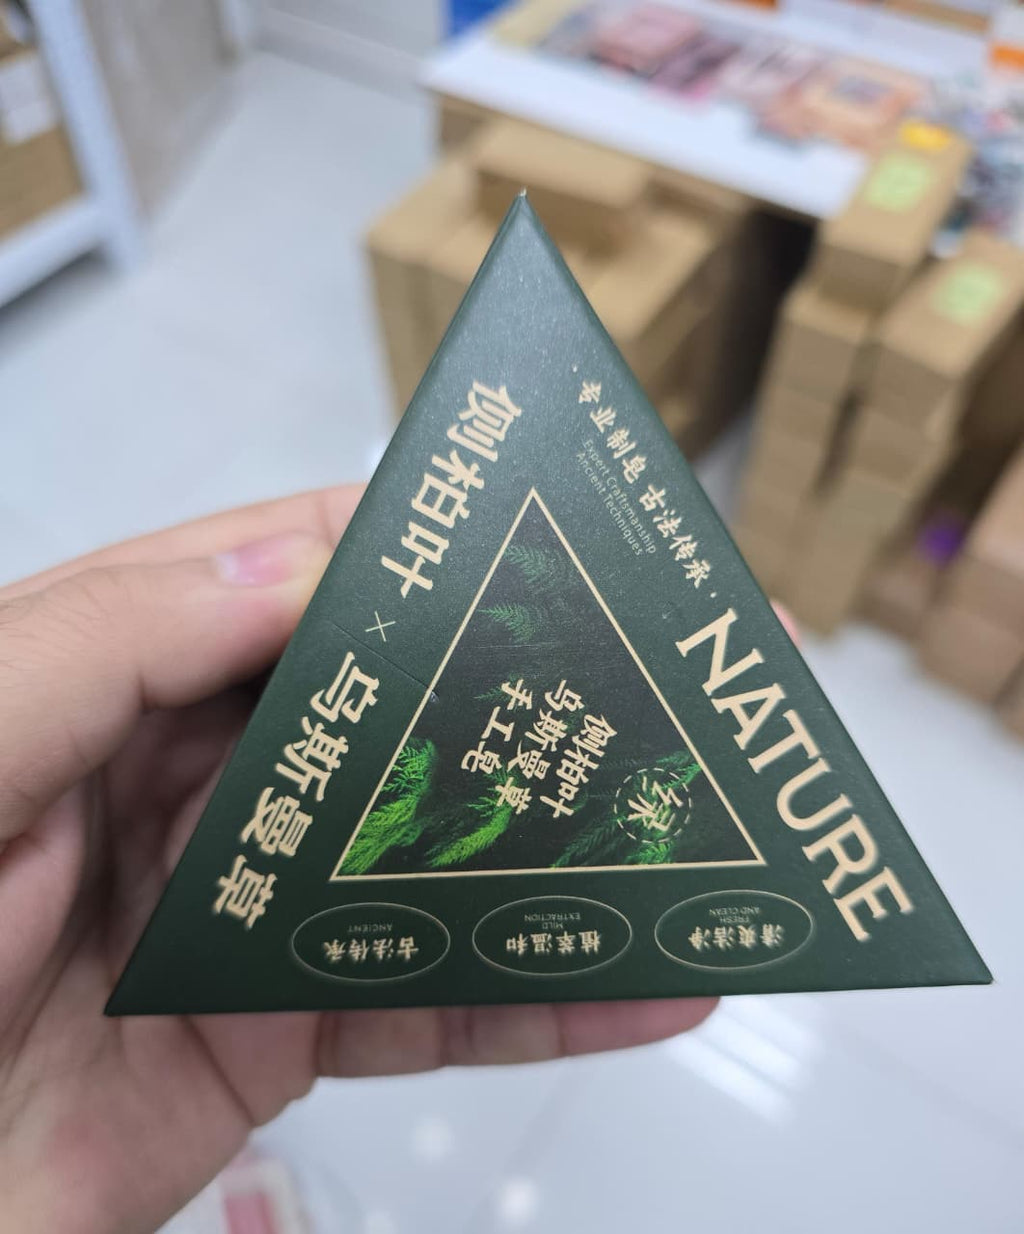 侧柏叶 × 乌斯曼草
·专业制皂 古法传承·
Expert Craftsmanship
Ancient Techniques
NATURE
侧柏叶
乌斯曼草
手工皂
清爽洁净
FRESH
AND CLEAN
植萃温和
MILD
EXTRACTION
古法传承
ANCIENT